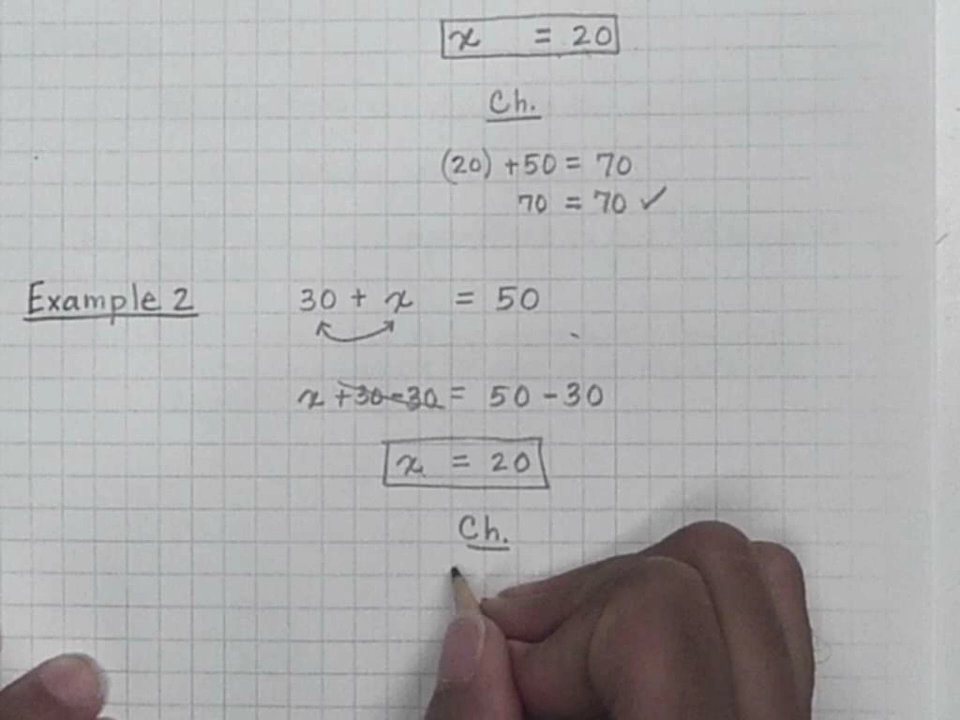 x = 20
Ch.
(20) + 50 = 70
70 = 70 ✓
Example 2 30 + x = 50
x + 30 - 30 = 50 - 30
x = 20
Ch.